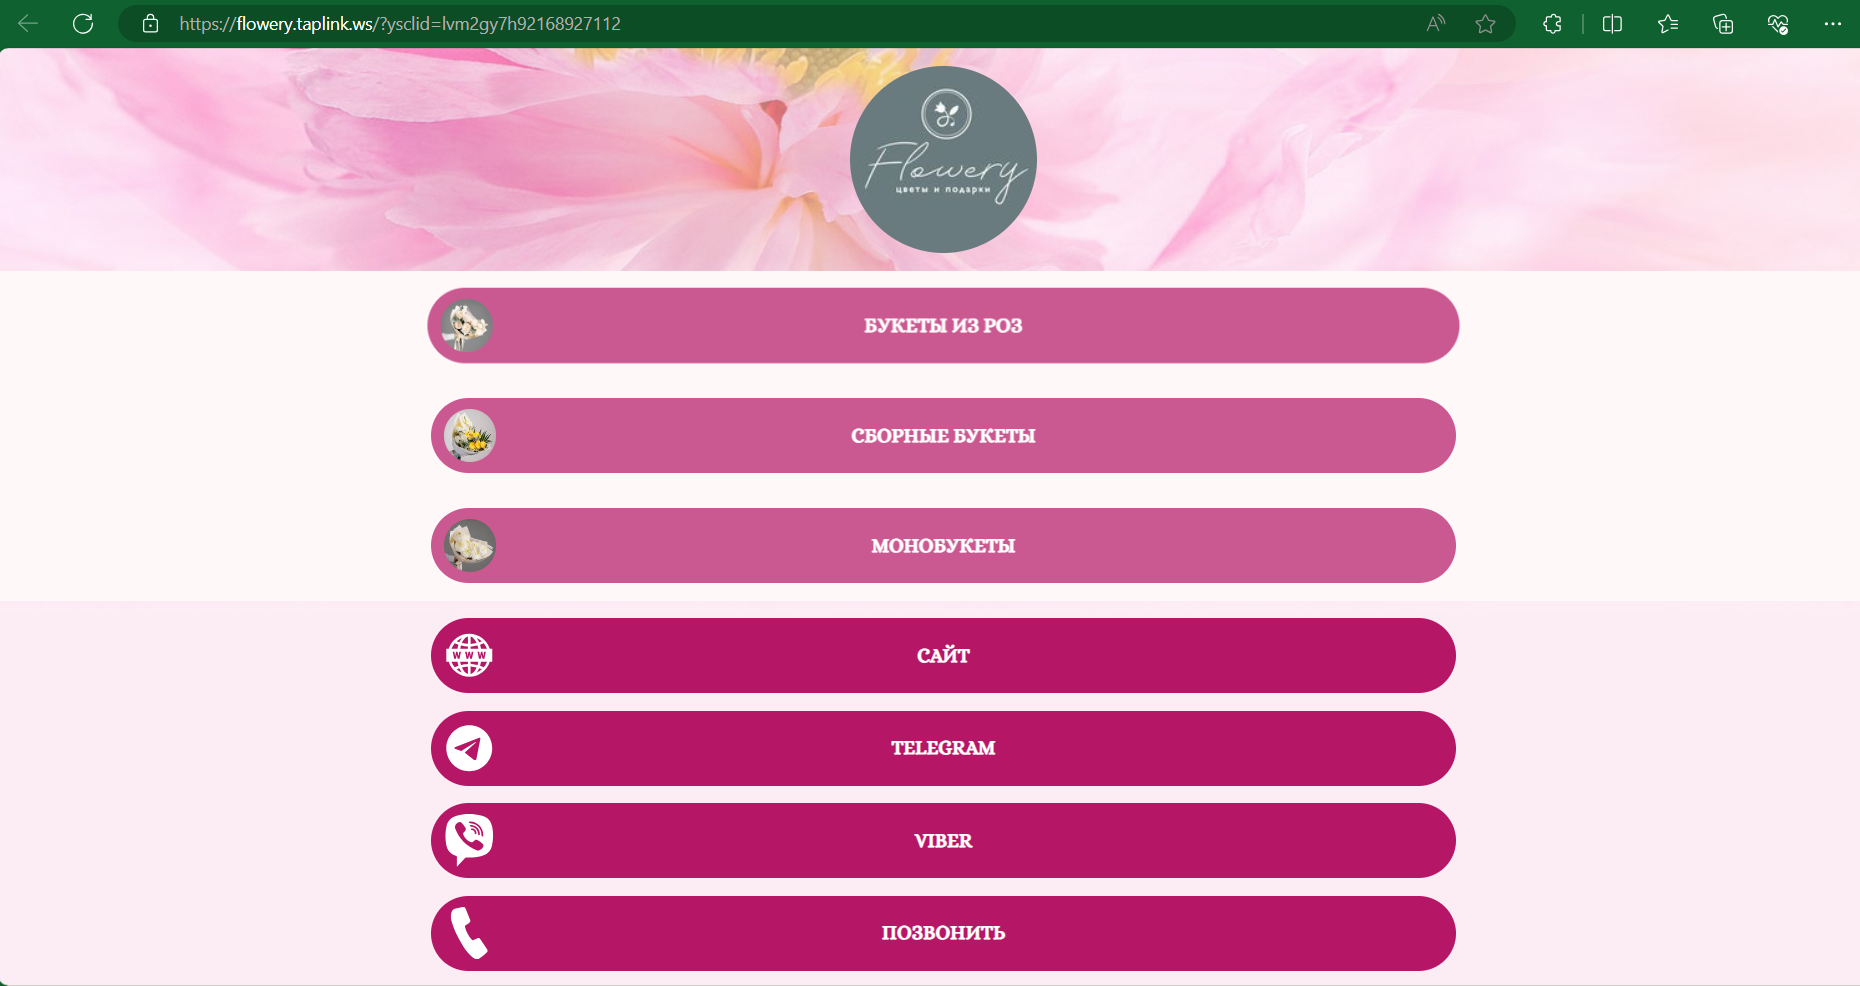 https://flowery.taplink.ws/?ysclid=lvm2gy7h92168927112
Flowery
цветы и подарки
БУКЕТЫ ИЗ РОЗ
СБОРНЫЕ БУКЕТЫ
МОНОБУКЕТЫ
WWW
САЙТ
TELEGRAM
VIBER
ПОЗВОНИТЬ